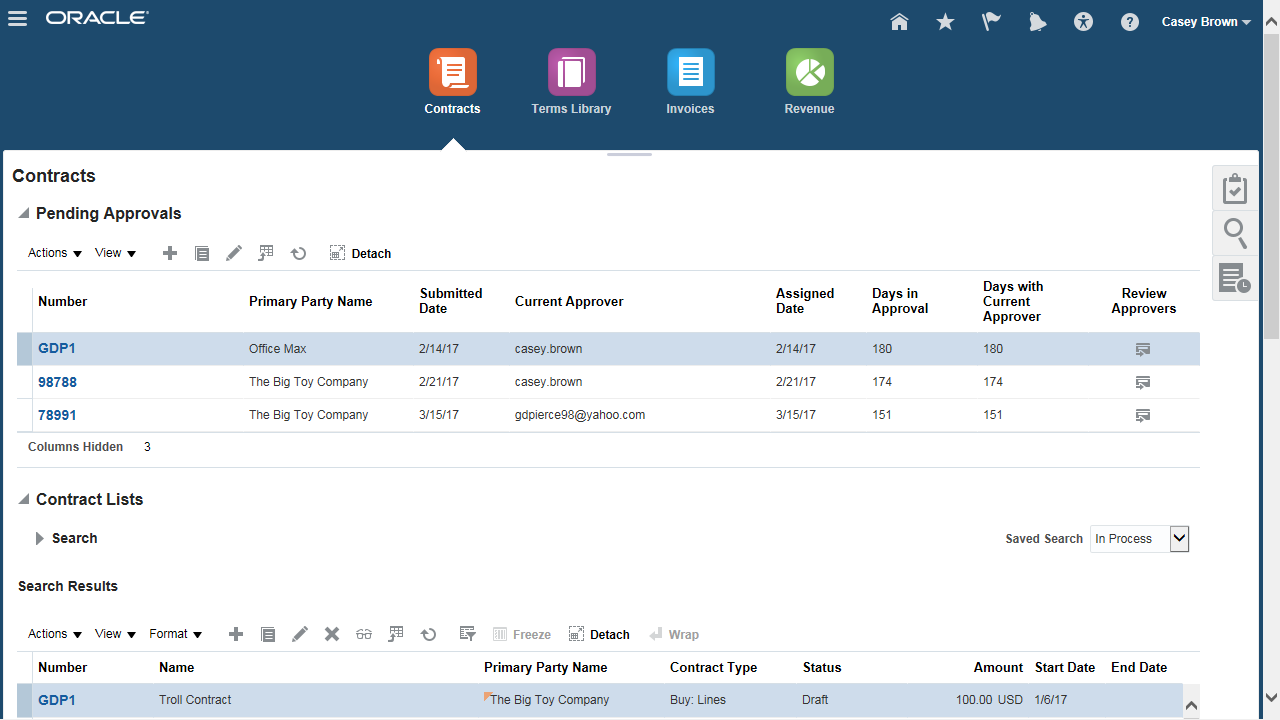 ORACLE
Casey Brown
Contracts
Terms Library
Invoices
Revenue
Contracts
Pending Approvals
Actions View Detach
Number Primary Party Name Submitted Date Current Approver Assigned Date Days in Approval Days with Current Approver Review Approvers
GDP1 Office Max 2/14/17 casey.brown 2/14/17 180 180
98788 The Big Toy Company 2/21/17 casey.brown 2/21/17 174 174
78991 The Big Toy Company 3/15/17 gdpierce98@yahoo.com 3/15/17 151 151
Columns Hidden 3
Contract Lists
Search Saved Search In Process
Search Results
Actions View Format Freeze Detach Wrap
Number Name Primary Party Name Contract Type Status Amount Start Date End Date
GDP1 Troll Contract The Big Toy Company Buy: Lines Draft 100.00 USD 1/6/17